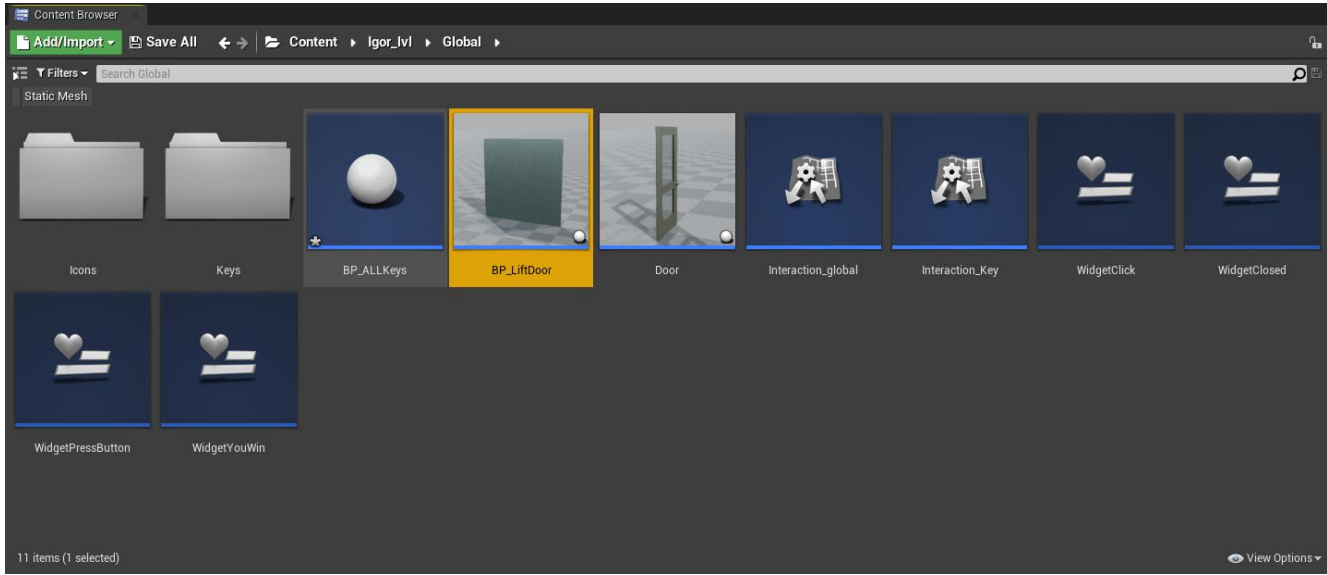 Content Browser
Add/Import Save All Content Igor_lvl Global
Filters Search Global
Static Mesh
Icons Keys BP_ALLKeys BP_LiftDoor Door Interaction_global Interaction_Key WidgetClick WidgetClosed
WidgetPressButton WidgetYouWin
11 items (1 selected) View Options